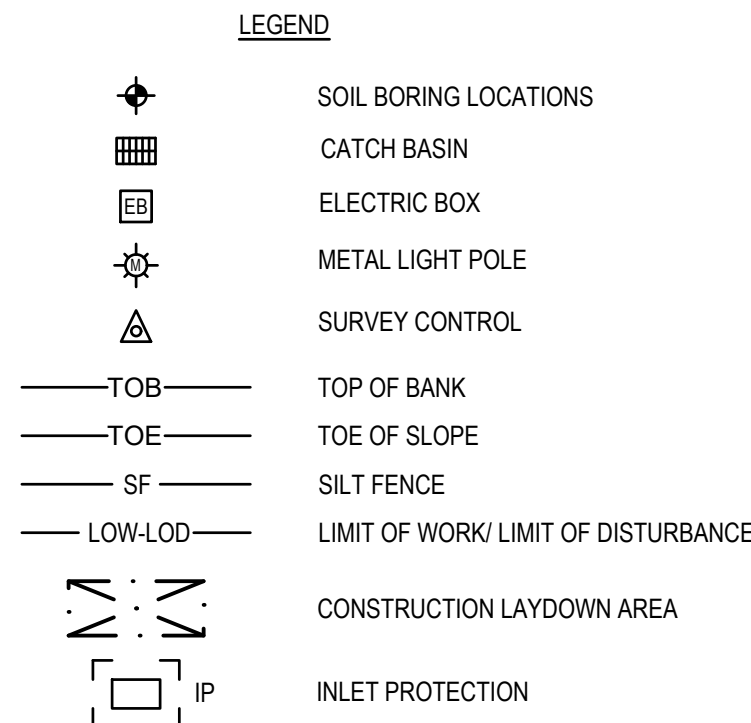 LEGEND
SOIL BORING LOCATIONS
CATCH BASIN
EB ELECTRIC BOX
M METAL LIGHT POLE
SURVEY CONTROL
TOB TOP OF BANK
TOE TOE OF SLOPE
SF SILT FENCE
LOW-LOD LIMIT OF WORK/ LIMIT OF DISTURBANCE
CONSTRUCTION LAYDOWN AREA
IP INLET PROTECTION